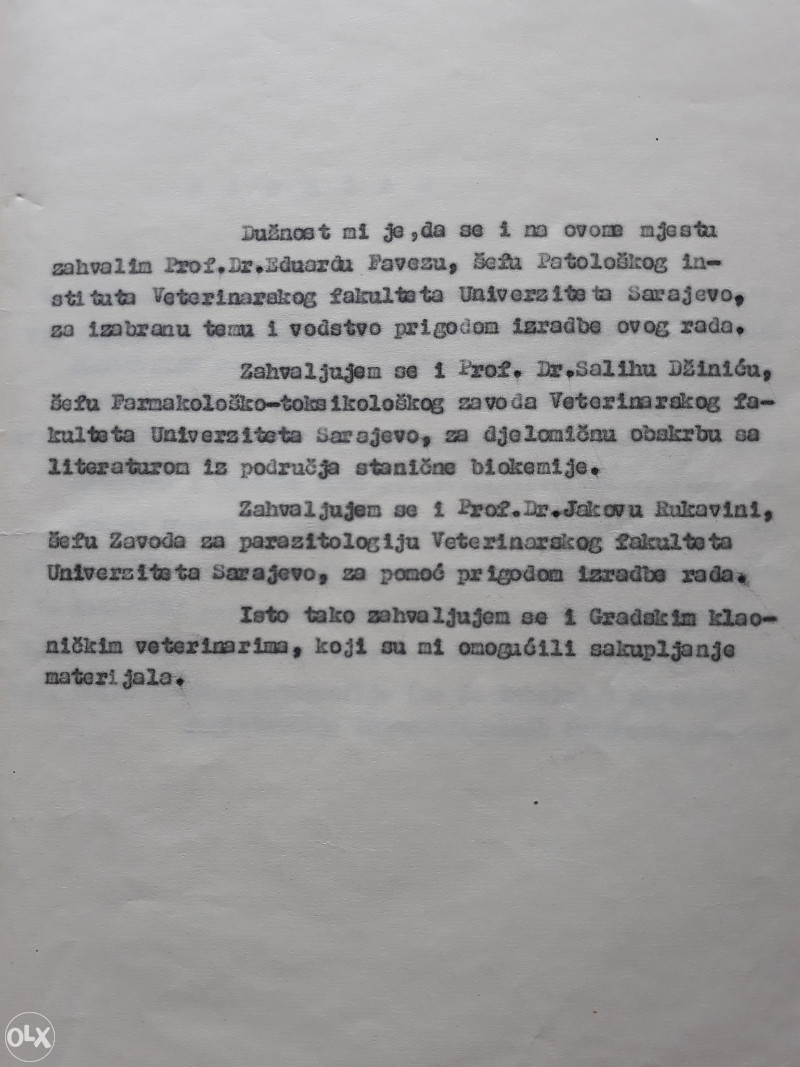 Dužnost mi je,da se i na ovome mjestu
zahvalim Prof.Dr.Eduardu Favezu, šefu Patološkog in-
stituta Veterinarskog fakulteta Univerziteta Sarajevo,
za izabranu temu i vodstvo prigodom izradbe ovog rada.
Zahvaljujem se i Prof. Dr.Salihu Džiniću,
šefu Farmakološko-toksikološkog zavoda Veterinarskog fa-
kulteta Univerziteta Sarajevo, za djelomičnu obskrbu sa
literaturom iz područja stanične biokemije.
Zahvaljujem se i Prof.Dr.Jakovu Rukavini,
šefu Zavoda za parazitologiju Veterinarskog fakulteta
Univerziteta Sarajevo, za pomoć prigodom izradbe rada.
Isto tako zahvaljujem se i Gradskim klao-
ničkim veterinarima, koji su mi omogućili sakupljanje
materijala.
OLX